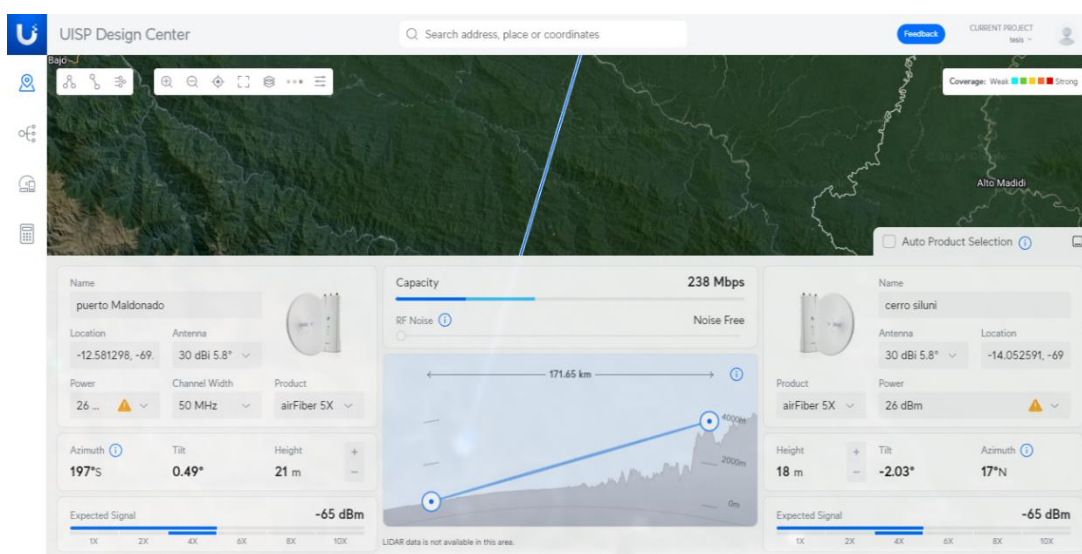 UISP Design Center
Search address, place or coordinates
Feedback
CURRENT PROJECT
tesis
Bajo
Coverage: Weak Strong
Alto Madidi
Auto Product Selection
Name
puerto Maldonado
Location
Antenna
-12.581298, -69.
30 dBi 5.8°
Power
Channel Width
Product
26 ...
50 MHz
airFiber 5X
Azimuth
Tilt
Height
+
197°S
0.49°
21 m
−
Expected Signal
-65 dBm
1X 2X 4X 6X 8X 10X
Capacity
238 Mbps
RF Noise
Noise Free
171.65 km
4000m
2000m
0m
LIDAR data is not available in this area.
Name
cerro siluni
Antenna
Location
30 dBi 5.8°
-14.052591, -69
Product
Power
airFiber 5X
26 dBm
Height
+
Tilt
Azimuth
18 m
−
-2.03°
17°N
Expected Signal
-65 dBm
1X 2X 4X 6X 8X 10X